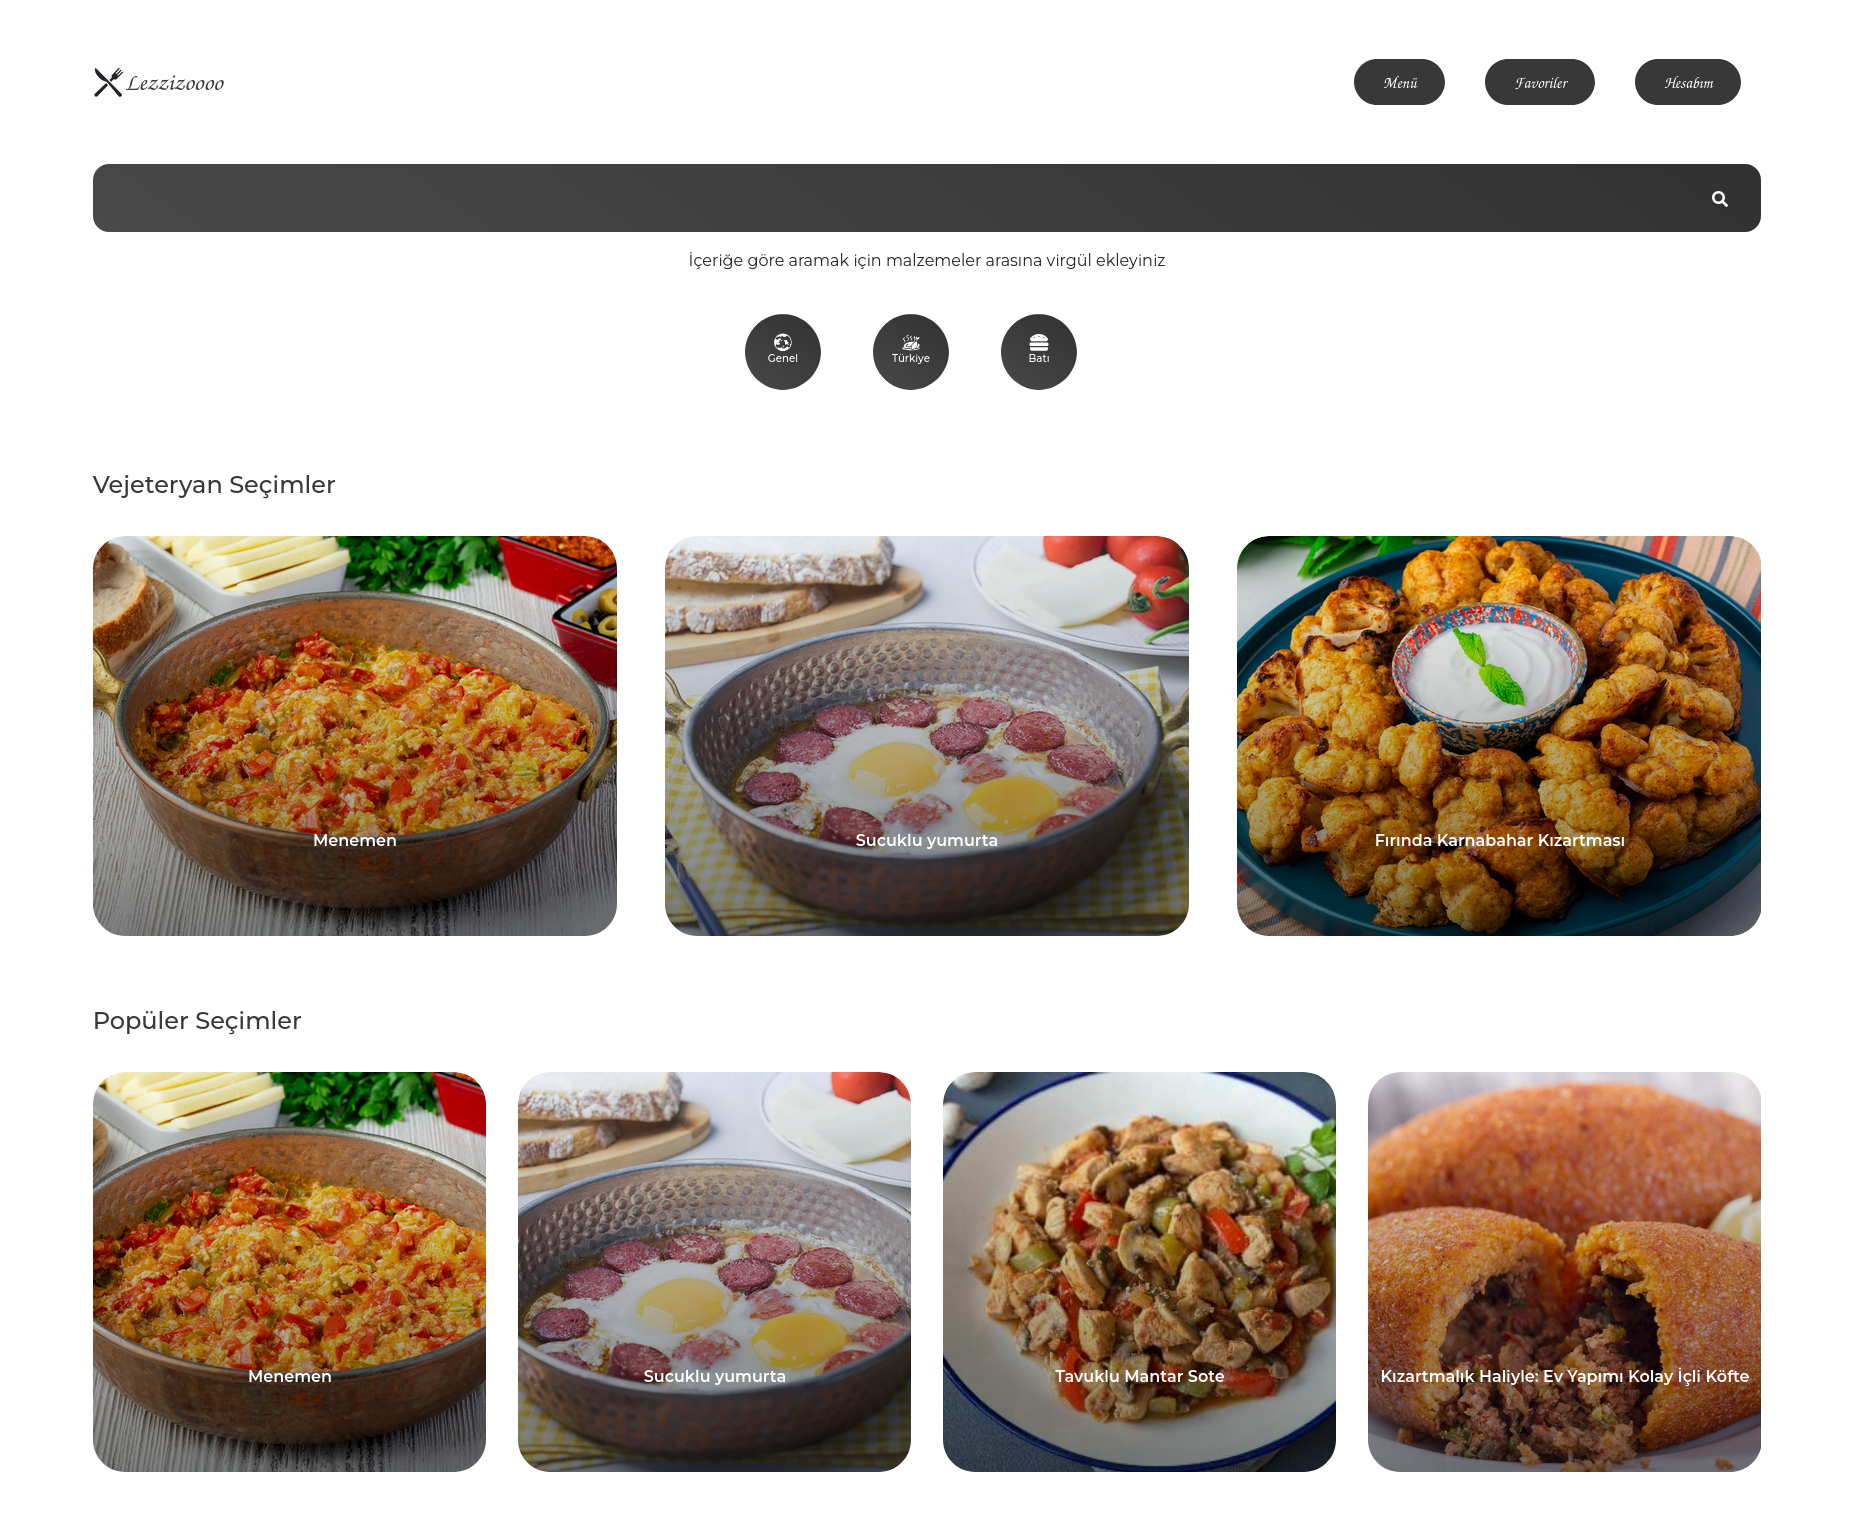 Lezzizoooo
Menü
Favoriler
Hesabım
İçeriğe göre aramak için malzemeler arasına virgül ekleyiniz
Genel
Türkiye
Batı
Vejeteryan Seçimler
Menemen
Sucuklu yumurta
Fırında Karnabahar Kızartması
Popüler Seçimler
Menemen
Sucuklu yumurta
Tavuklu Mantar Sote
Kızartmalık Haliyle: Ev Yapımı Kolay İçli Köfte